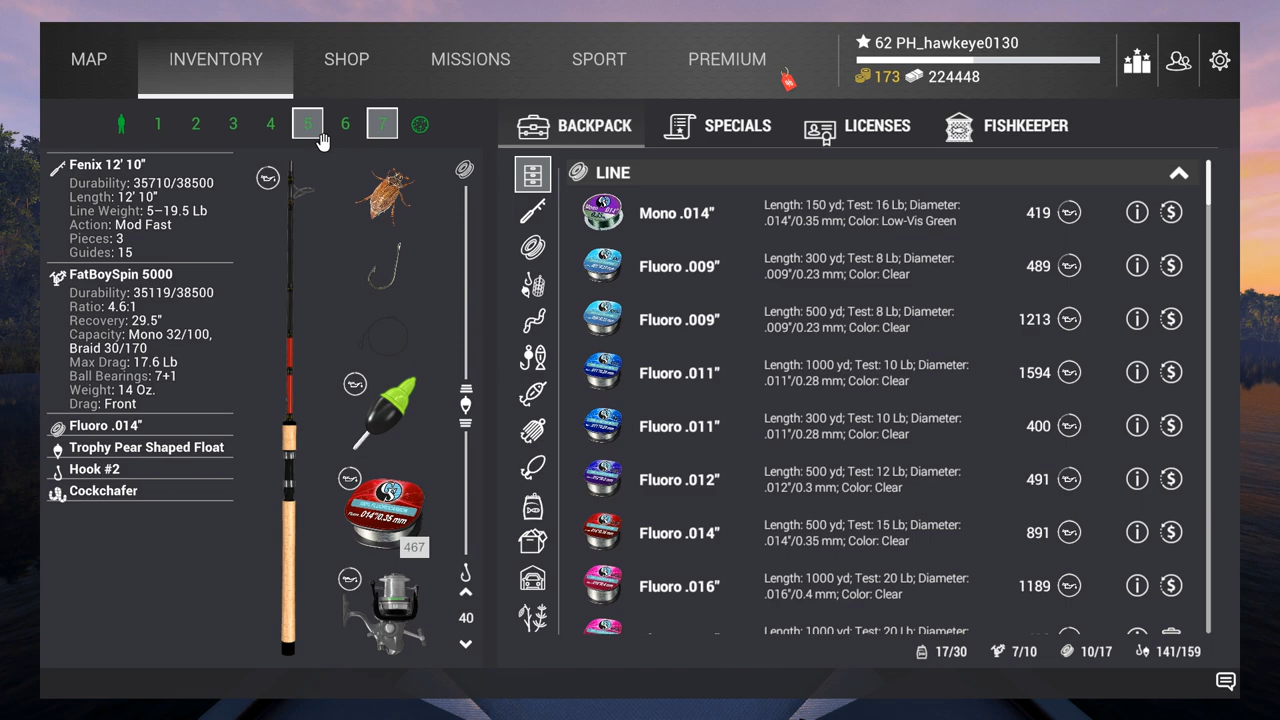 MAP INVENTORY SHOP MISSIONS SPORT PREMIUM
62 PH_hawkeye0130
173 224448
1 2 3 4 5 6 7
BACKPACK SPECIALS LICENSES FISHKEEPER
Fenix 12' 10"
Durability: 35710/38500
Length: 12' 10"
Line Weight: 5–19.5 Lb
Action: Mod Fast
Pieces: 3
Guides: 15
FatBoySpin 5000
Durability: 35119/38500
Ratio: 4.6:1
Recovery: 29.5"
Capacity: Mono 32/100,
Braid 30/170
Max Drag: 17.6 Lb
Ball Bearings: 7+1
Weight: 14 Oz.
Drag: Front
Fluoro .014"
Trophy Pear Shaped Float
Hook #2
Cockchafer
.014"/0.35 mm
467
40
LINE
Mono .014" Length: 150 yd; Test: 16 Lb; Diameter: 419
.014"/0.35 mm; Color: Low-Vis Green
Fluoro .009" Length: 300 yd; Test: 8 Lb; Diameter: 489
.009"/0.23 mm; Color: Clear
Fluoro .009" Length: 500 yd; Test: 8 Lb; Diameter: 1213
.009"/0.23 mm; Color: Clear
Fluoro .011" Length: 1000 yd; Test: 10 Lb; Diameter: 1594
.011"/0.28 mm; Color: Clear
Fluoro .011" Length: 300 yd; Test: 10 Lb; Diameter: 400
.011"/0.28 mm; Color: Clear
Fluoro .012" Length: 500 yd; Test: 12 Lb; Diameter: 491
.012"/0.3 mm; Color: Clear
Fluoro .014" Length: 500 yd; Test: 15 Lb; Diameter: 891
.014"/0.35 mm; Color: Clear
Fluoro .016" Length: 1000 yd; Test: 20 Lb; Diameter: 1189
.016"/0.4 mm; Color: Clear
Length: 1000 yd; Test: 20 Lb; Diameter:
17/30 7/10 10/17 141/159